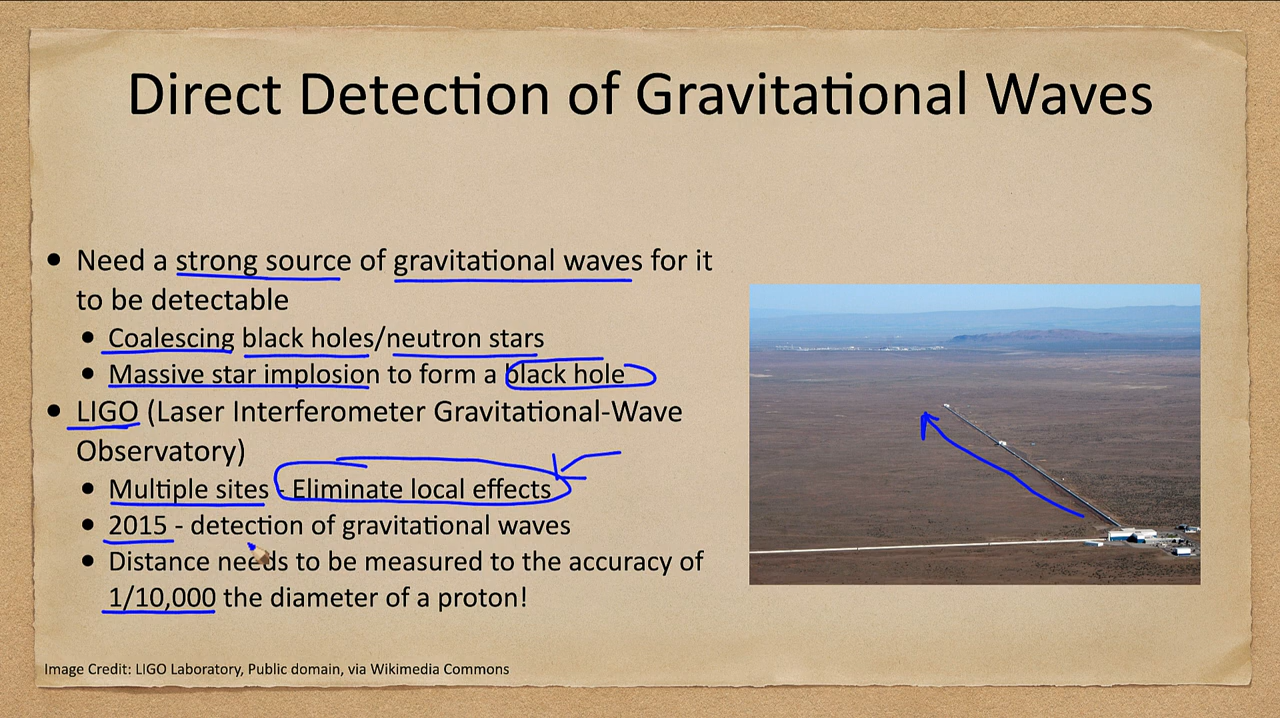 Direct Detection of Gravitational Waves
• Need a strong source of gravitational waves for it
to be detectable
• Coalescing black holes/neutron stars
• Massive star implosion to form a black hole
• LIGO (Laser Interferometer Gravitational-Wave
Observatory)
• Multiple sites - Eliminate local effects
• 2015 - detection of gravitational waves
• Distance needs to be measured to the accuracy of
1/10,000 the diameter of a proton!
Image Credit: LIGO Laboratory, Public domain, via Wikimedia Commons